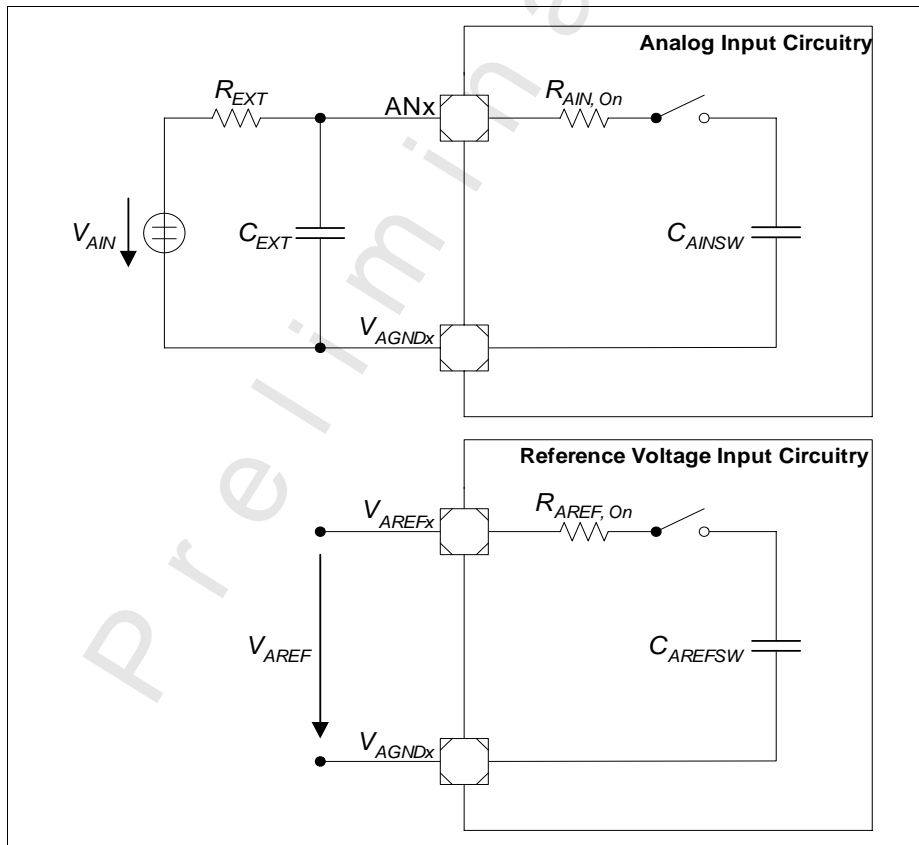 Analog Input Circuitry
R_EXT
ANx
R_AIN, On
V_AIN
C_EXT
C_AINSW
V_AGNDx
Reference Voltage Input Circuitry
V_AREFx
R_AREF, On
V_AREF
C_AREFSW
V_AGNDx
Prelimina